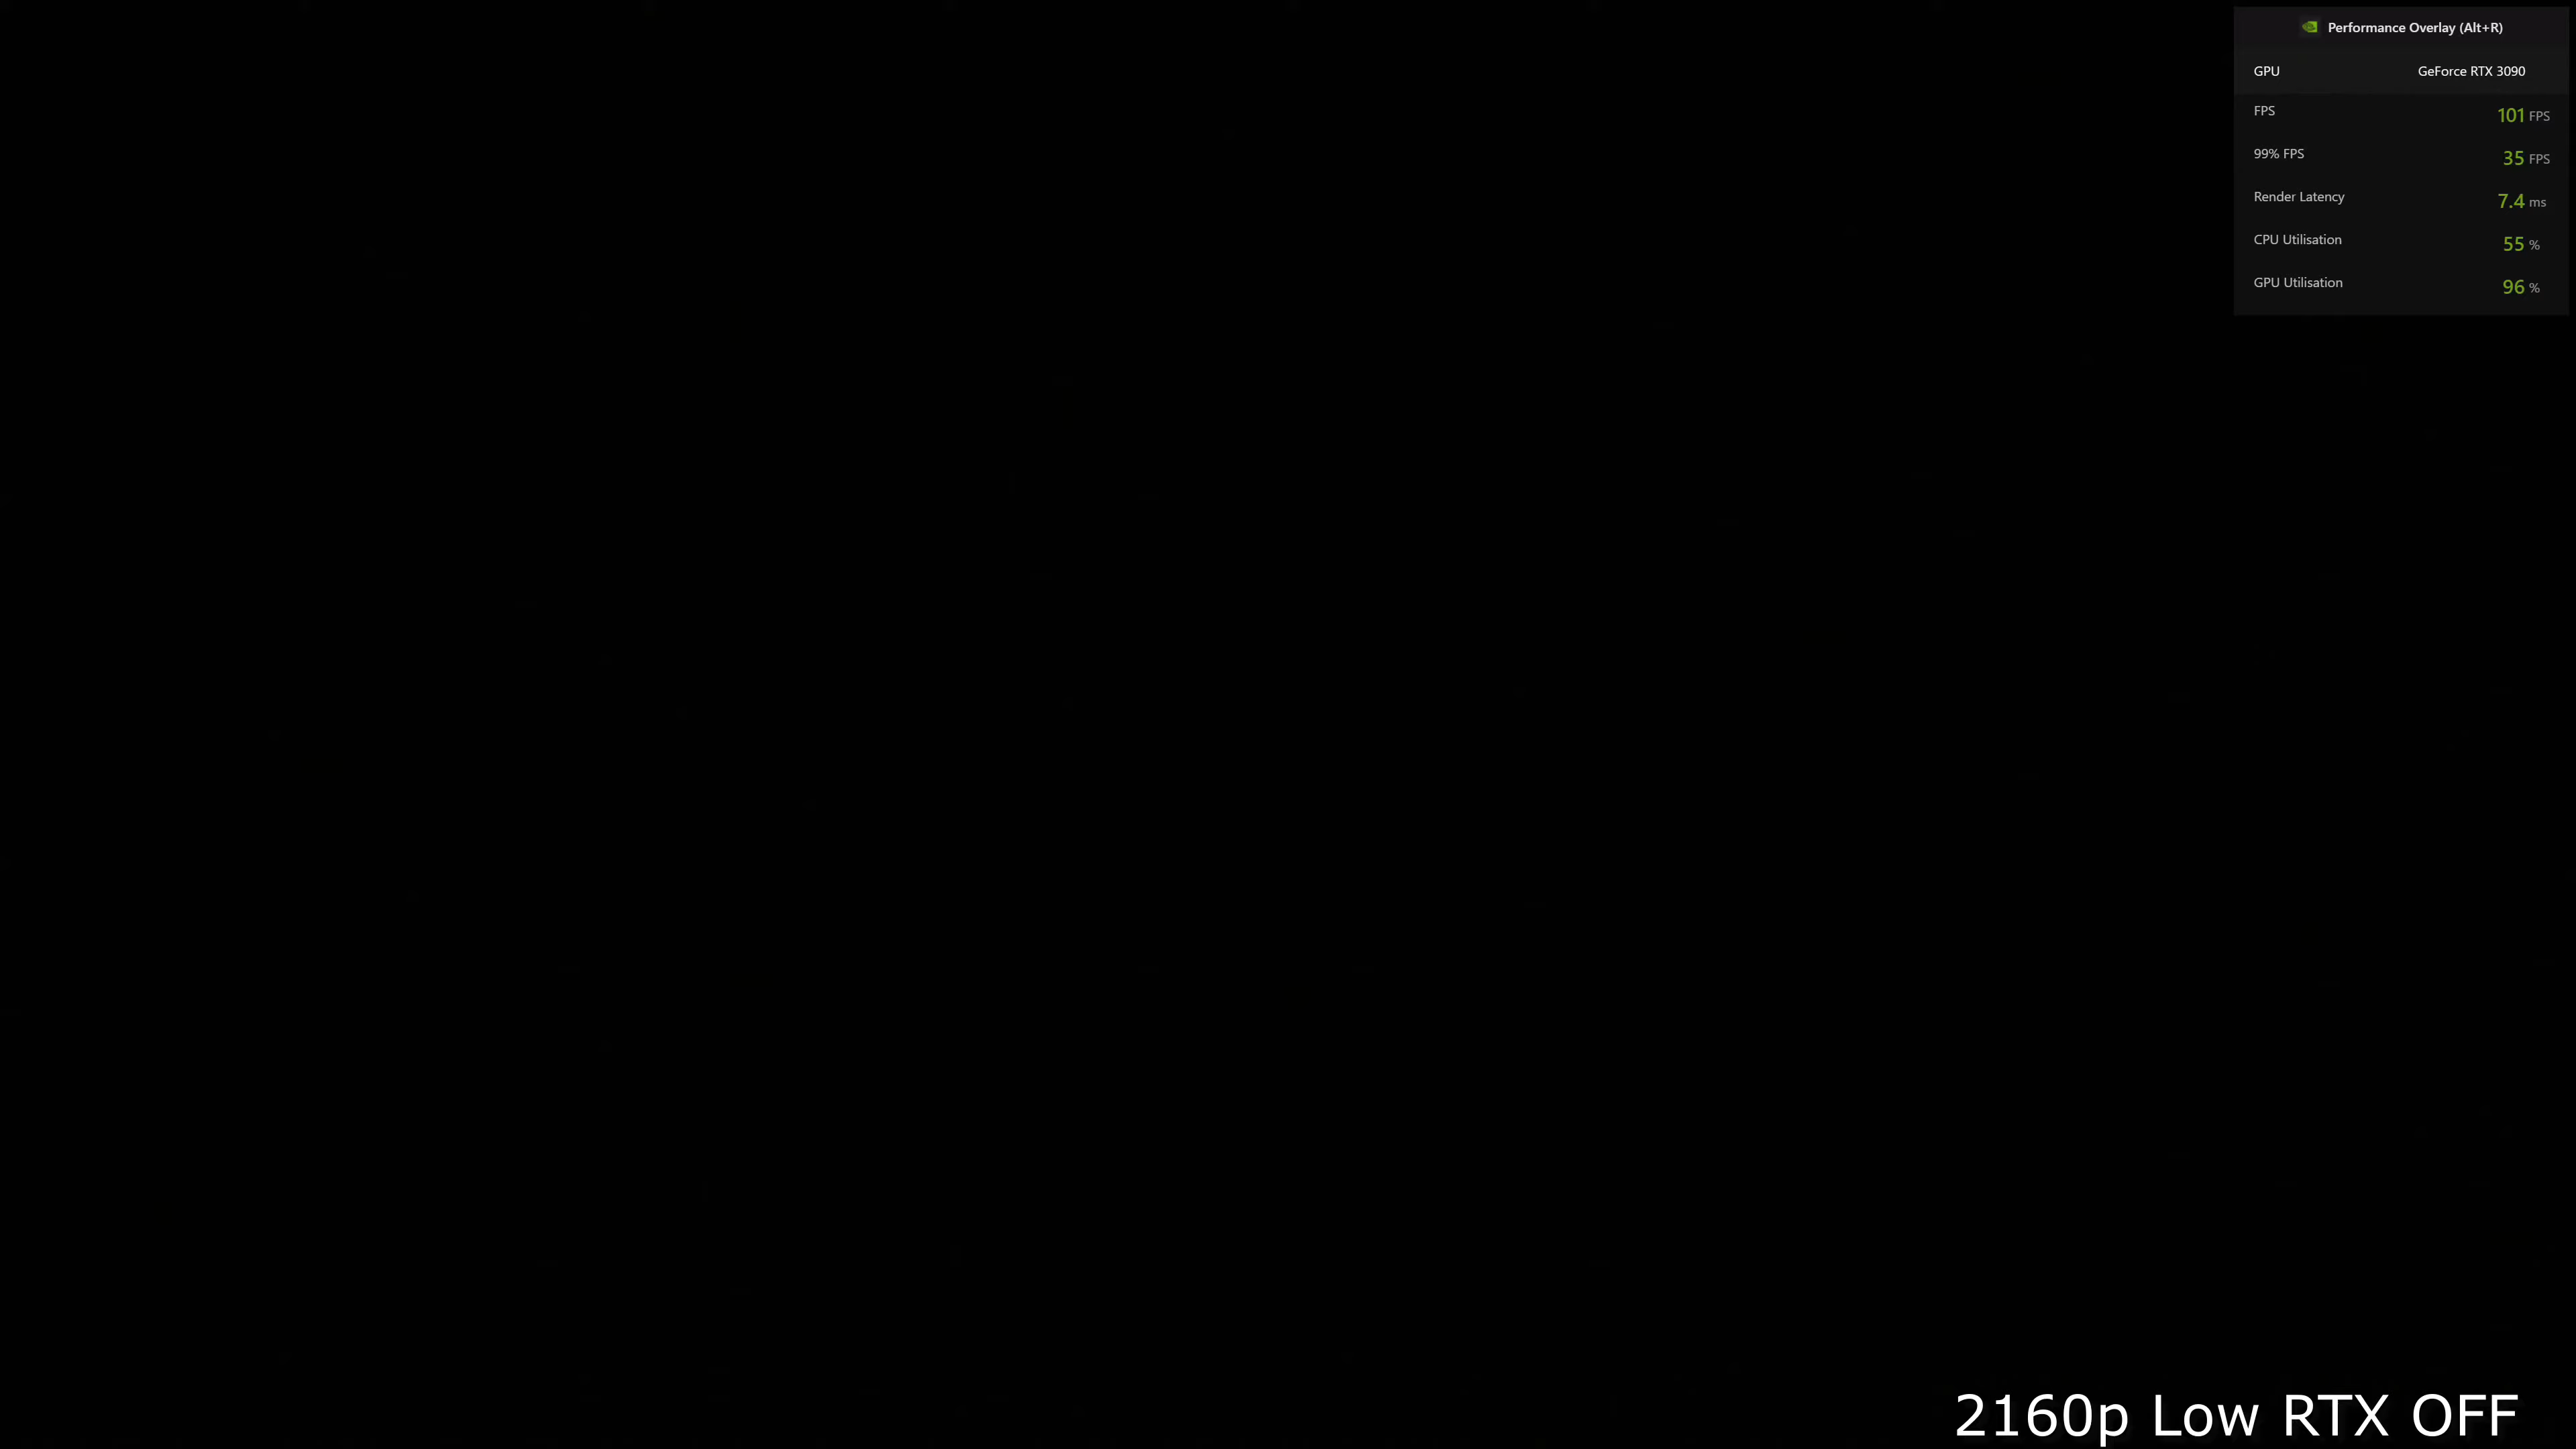 Performance Overlay (Alt+R)
GPU GeForce RTX 3090
FPS 101 FPS
99% FPS 35 FPS
Render Latency 7.4 ms
CPU Utilisation 55 %
GPU Utilisation 96 %
2160p Low RTX OFF